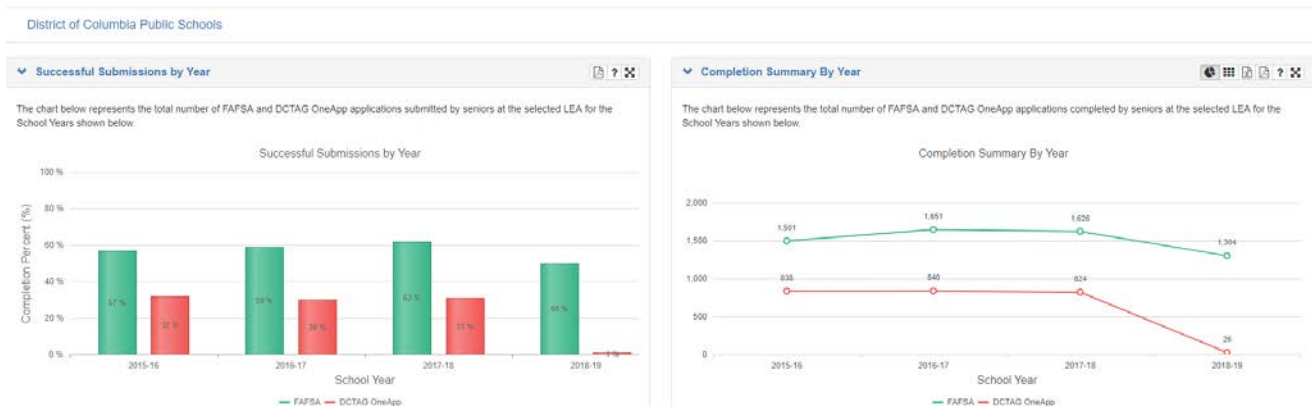 District of Columbia Public Schools
Successful Submissions by Year
?
The chart below represents the total number of FAFSA and DCTAG OneApp applications submitted by seniors at the selected LEA for the
School Years shown below.
Successful Submissions by Year
100 %
80 %
60 %
40 %
20 %
0 %
Completion Percent (%)
57 %
32 %
59 %
30 %
31 %
1 %
2015-16
2016-17
2017-18
2018-19
School Year
FAFSA
DCTAG OneApp
Completion Summary By Year
?
The chart below represents the total number of FAFSA and DCTAG OneApp applications completed by seniors at the selected LEA for the
School Years shown below.
Completion Summary By Year
2,000
1,500
1,000
500
0
1,501
1,651
1,626
1,304
838
840
824
26
2015-16
2016-17
2017-18
2018-19
School Year
FAFSA
DCTAG OneApp